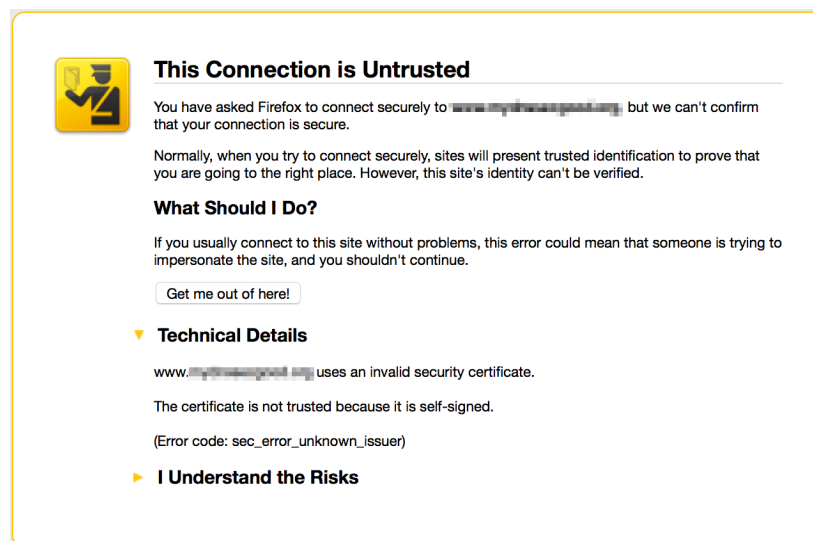 This Connection is Untrusted
You have asked Firefox to connect securely to , but we can't confirm
that your connection is secure.
Normally, when you try to connect securely, sites will present trusted identification to prove that
you are going to the right place. However, this site's identity can't be verified.
What Should I Do?
If you usually connect to this site without problems, this error could mean that someone is trying to
impersonate the site, and you shouldn't continue.
Get me out of here!
Technical Details
www. uses an invalid security certificate.
The certificate is not trusted because it is self-signed.
(Error code: sec_error_unknown_issuer)
I Understand the Risks